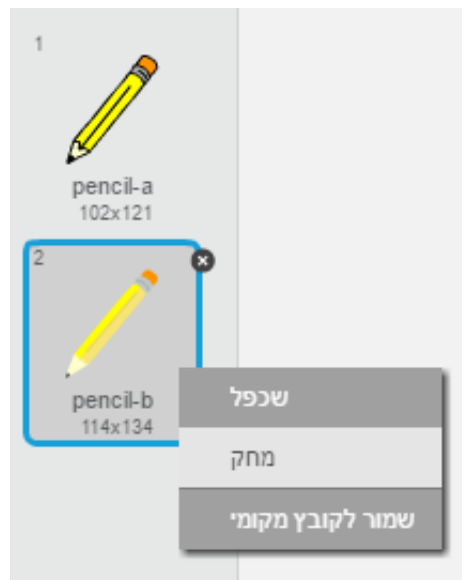 1
pencil-a
102x121
2
pencil-b
114x134
שכפל
מחק
שמור לקובץ מקומי